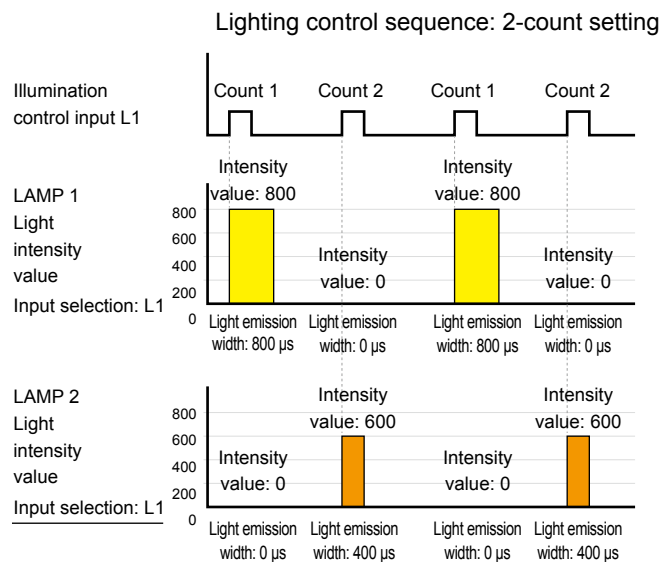 Lighting control sequence: 2-count setting
Illumination
control input L1
Count 1
Count 2
Count 1
Count 2
LAMP 1
Light
intensity
value
Input selection: L1
800
600
400
200
0
Intensity
value: 800
Intensity
value: 0
Intensity
value: 800
Intensity
value: 0
Light emission
width: 800 µs
Light emission
width: 0 µs
Light emission
width: 800 µs
Light emission
width: 0 µs
LAMP 2
Light
intensity
value
Input selection: L1
800
600
400
200
0
Intensity
value: 0
Intensity
value: 600
Intensity
value: 0
Intensity
value: 600
Light emission
width: 0 µs
Light emission
width: 400 µs
Light emission
width: 0 µs
Light emission
width: 400 µs